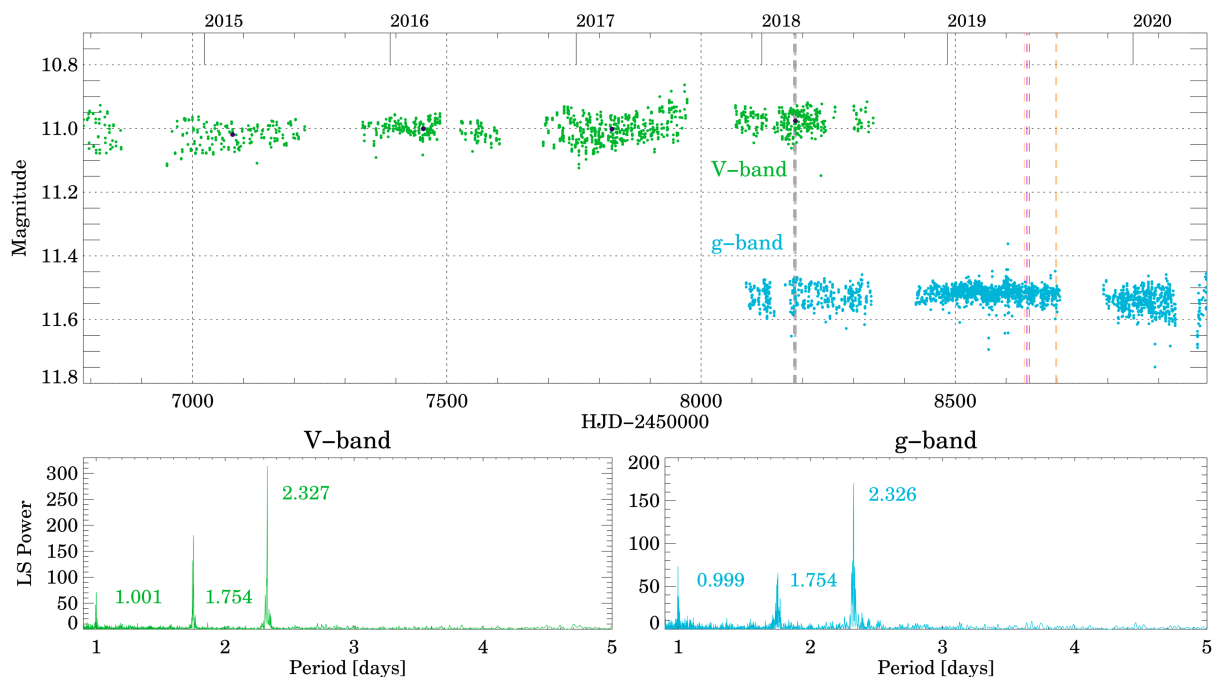 2015 2016 2017 2018 2019 2020
10.8
11.0
V-band
11.2
g-band
11.4
11.6
11.8
Magnitude
7000 7500 8000 8500
HJD-2450000
V-band g-band
300
250
200
150
100
50
0
LS Power
2.327
1.001 1.754
1 2 3 4 5
Period [days]
200
150
100
50
0
2.326
0.999 1.754
1 2 3 4 5
Period [days]